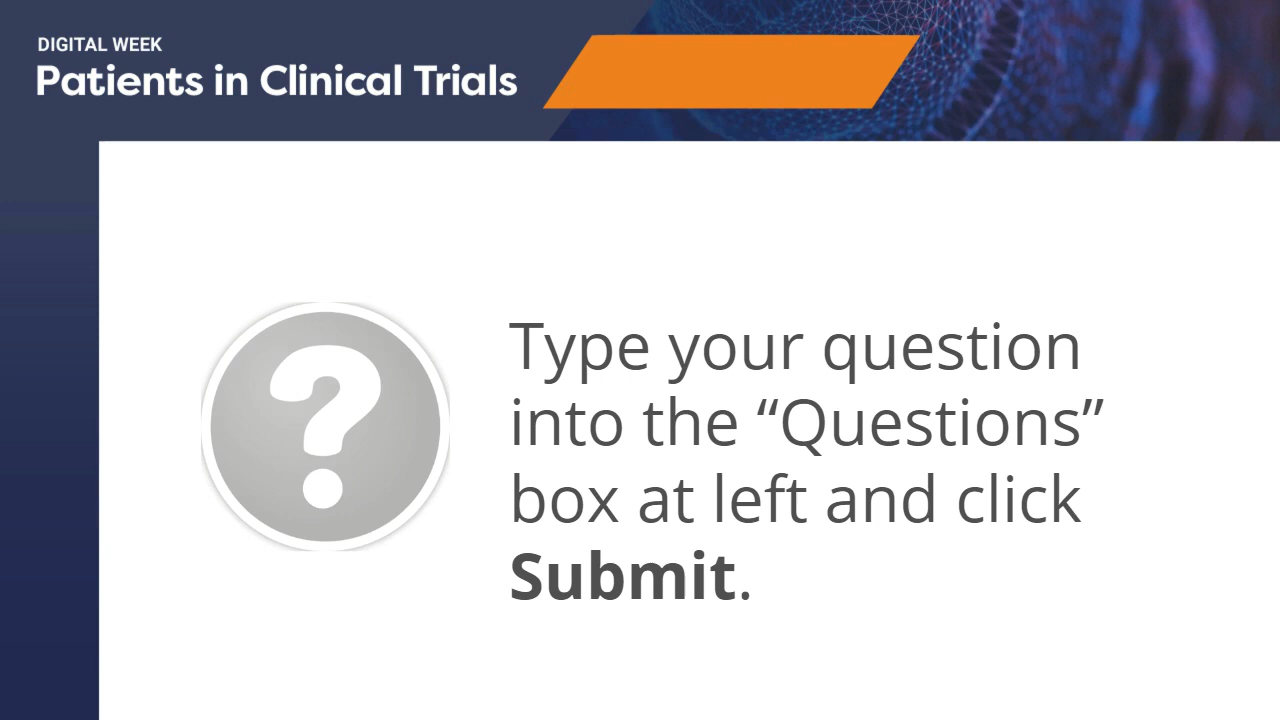 DIGITAL WEEK
Patients in Clinical Trials
?
Type your question
into the “Questions”
box at left and click
Submit.